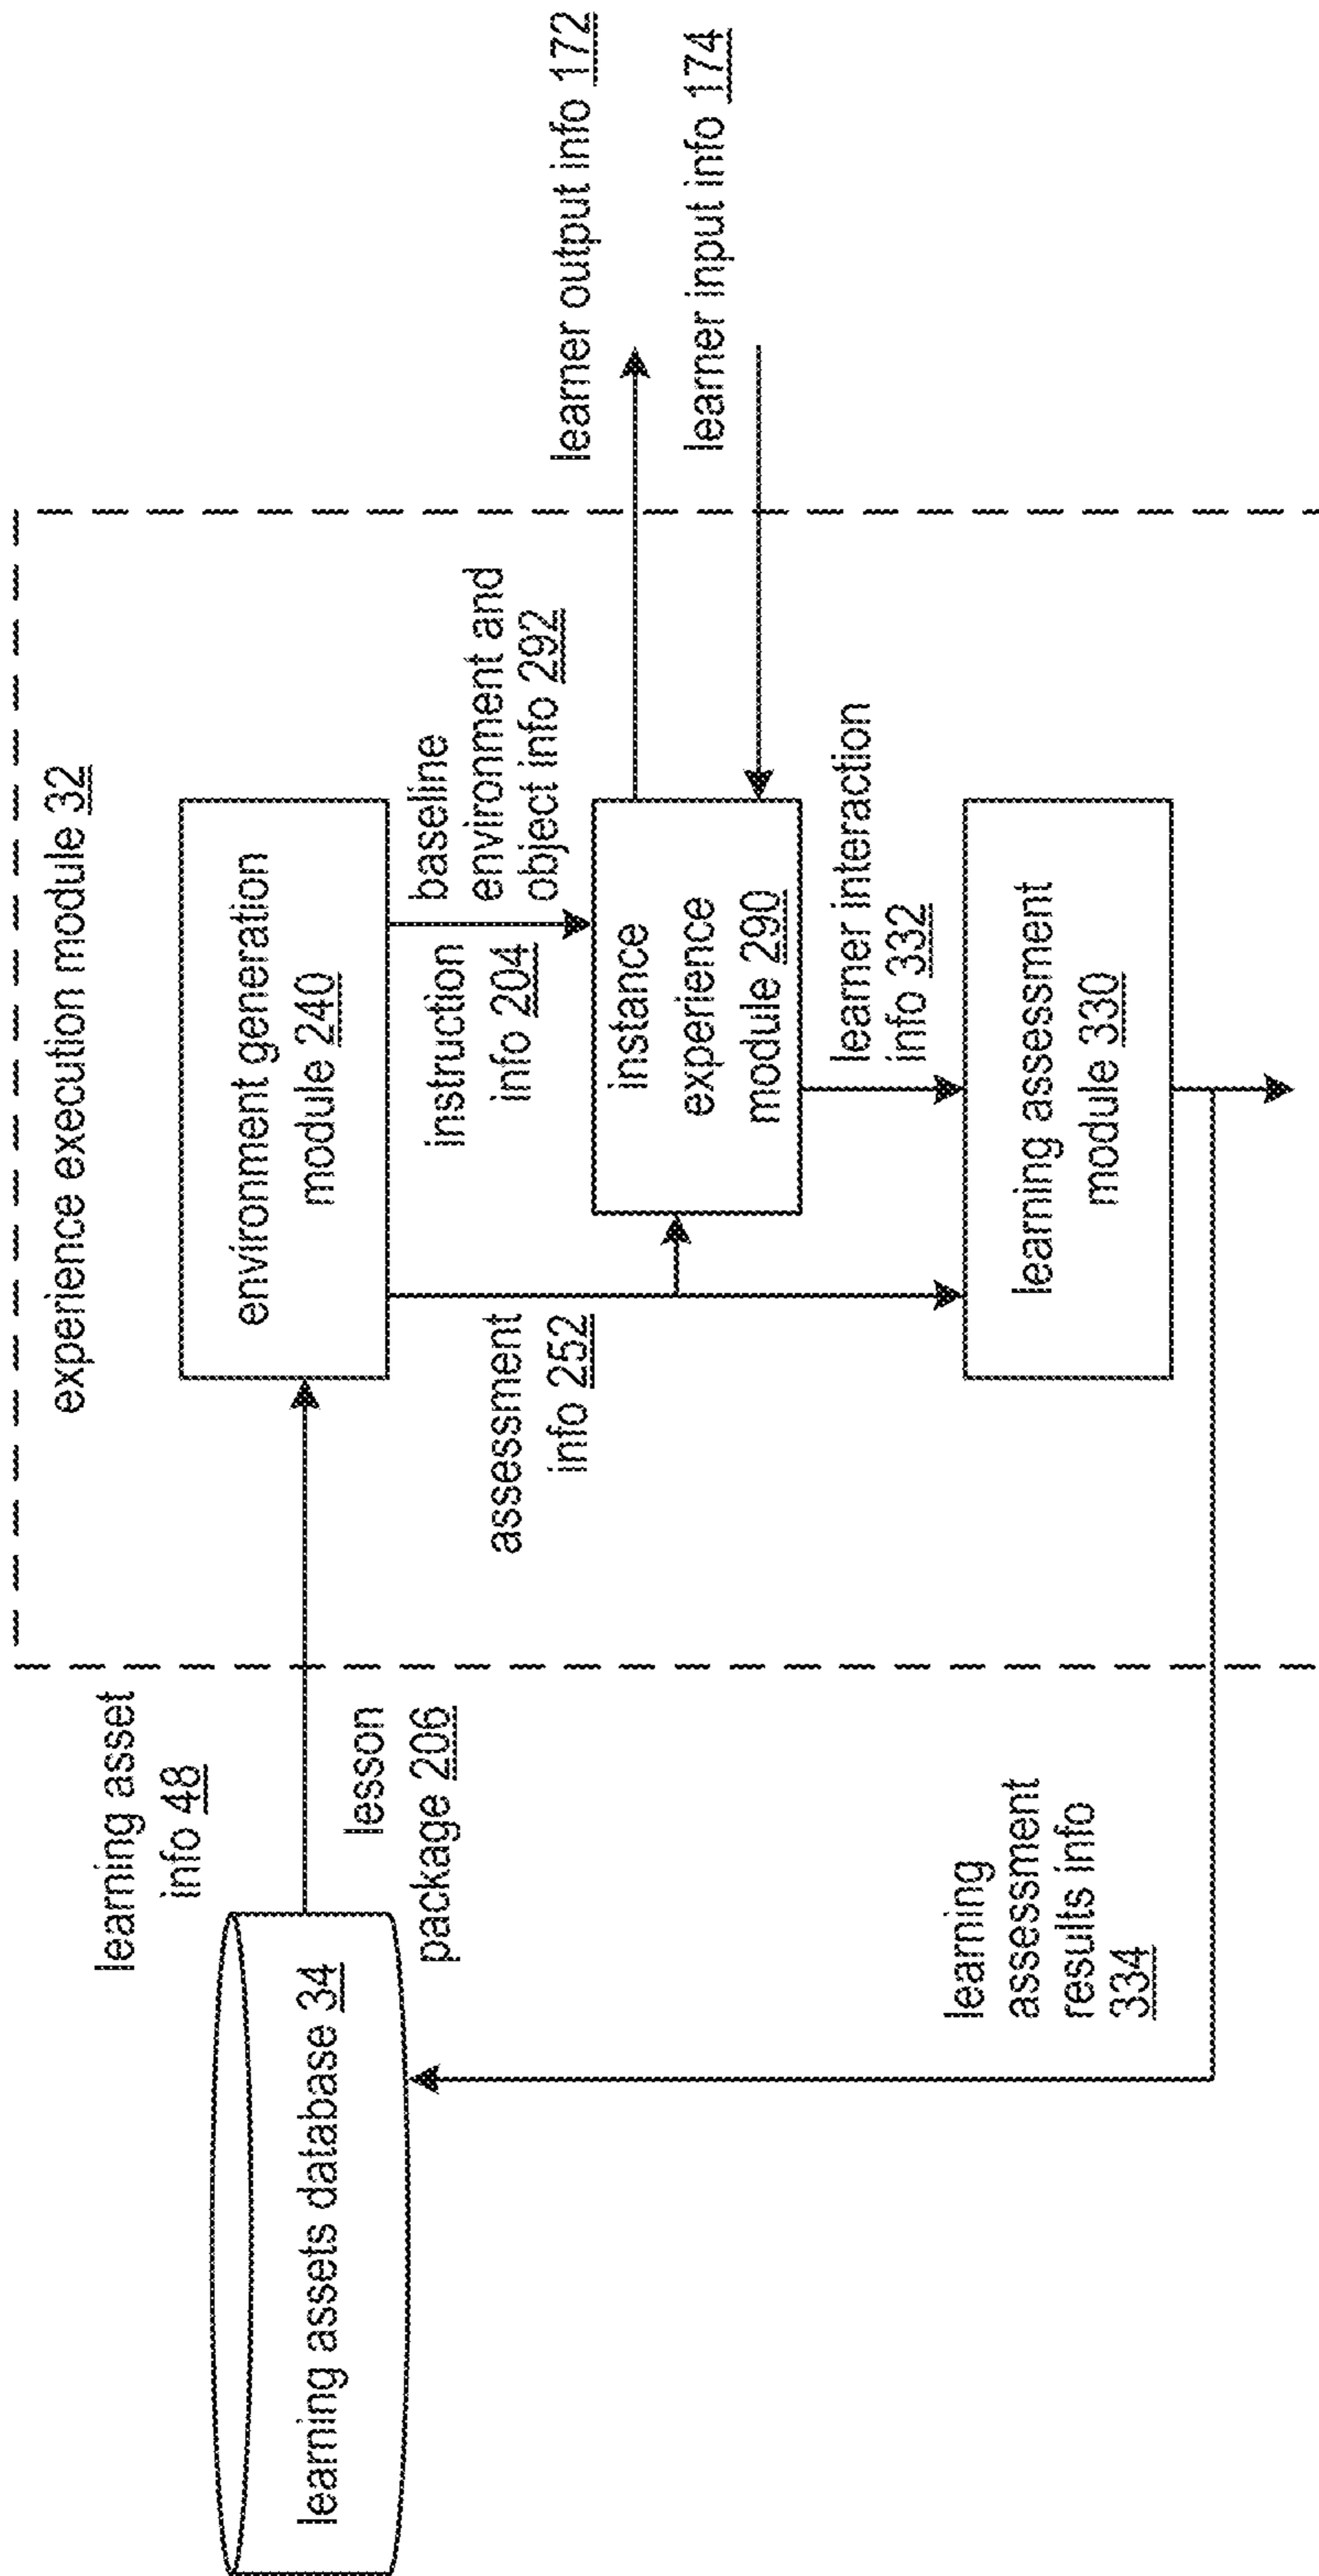 experience execution module 32
learning asset
info 48
learning assets database 34
lesson
package 206
environment generation
module 240
assessment
info 252
instruction
info 204
baseline
environment and
object info 292
instance
experience
module 290
learner output info 172
learner input info 174
learner interaction
info 332
learning assessment
module 330
learning
assessment
results info
334